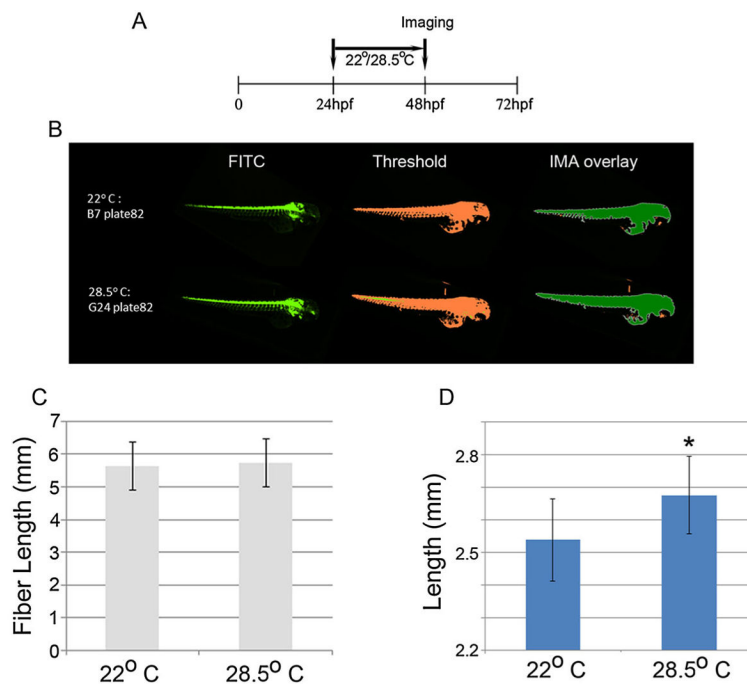 A
Imaging
22°/28.5°C
0 24hpf 48hpf 72hpf
B
FITC Threshold IMA overlay
22° C :
B7 plate82
28.5° C:
G24 plate82
C
Fiber Length (mm)
7
6
5
4
3
2
1
0
22° C 28.5° C
D
Length (mm)
2.8
2.5
2.2
*
22° C 28.5° C